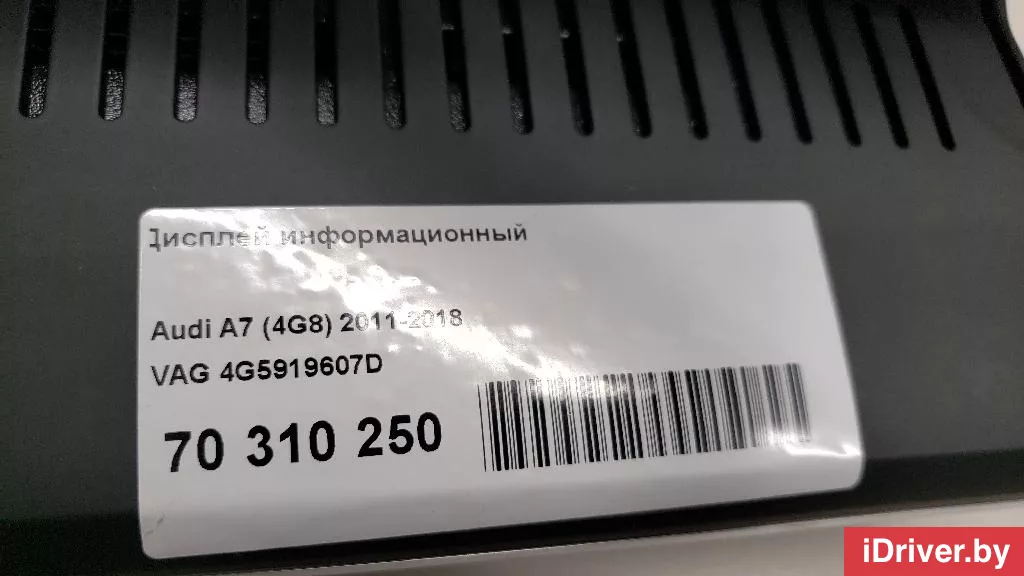 Дисплей информационный
Audi A7 (4G8) 2011-2018
VAG 4G5919607D
70 310 250
iDriver.by